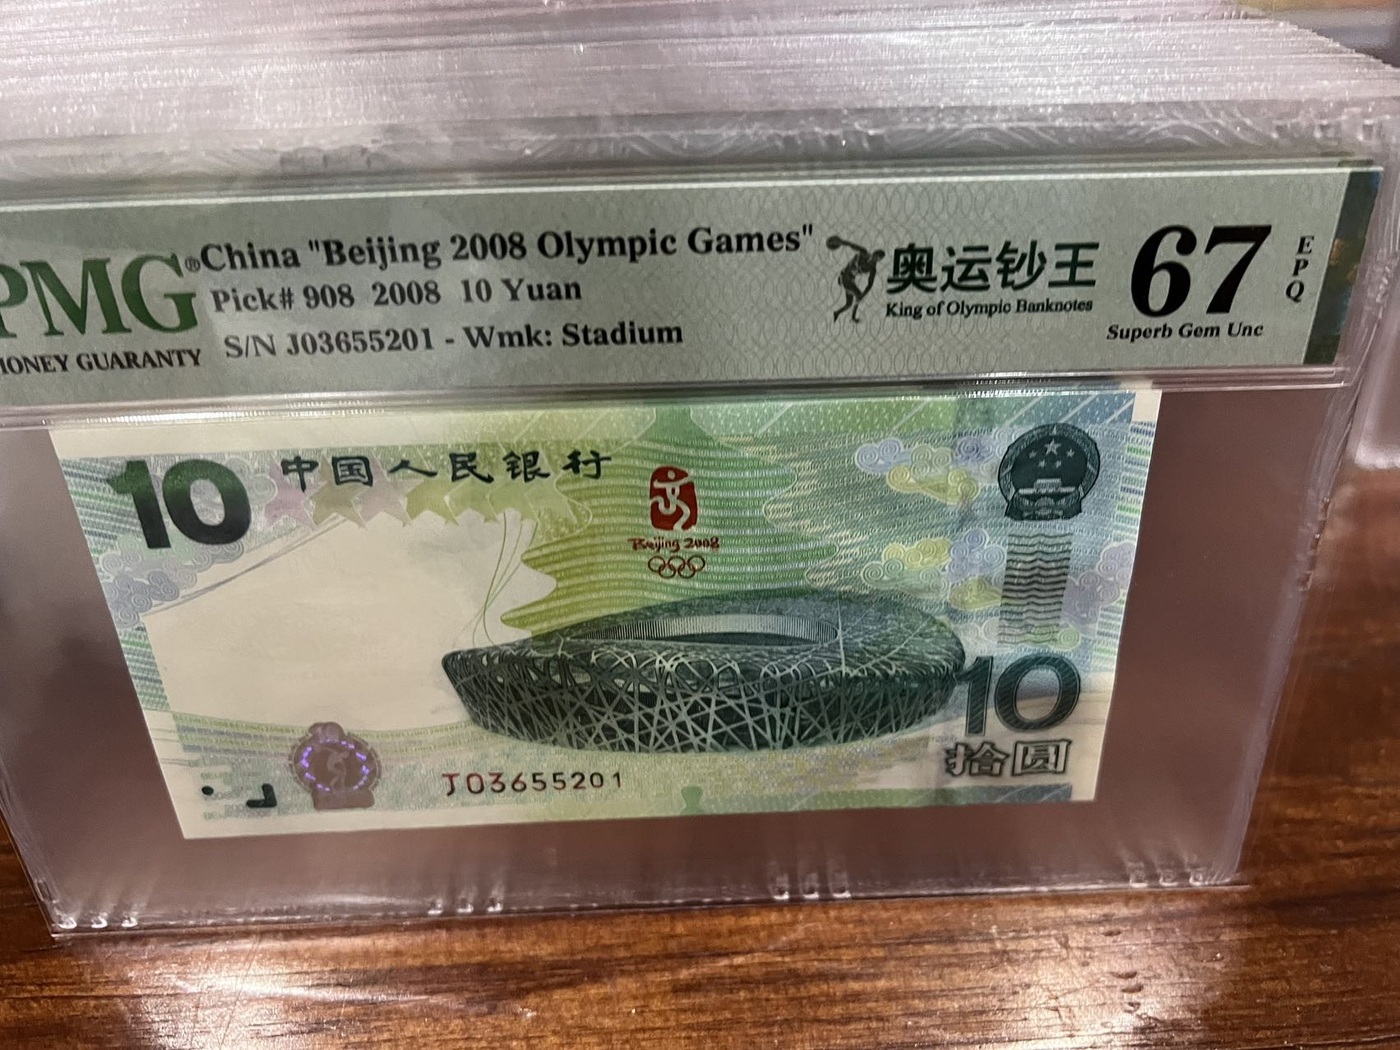 PMG®
MONEY GUARANTY
China "Beijing 2008 Olympic Games"
Pick# 908 2008 10 Yuan
S/N J03655201 - Wmk: Stadium
奥运钞王
King of Olympic Banknotes
67
EPQ
Superb Gem Unc
10
中国人民银行
Beijing 2008
10
拾圆
10
J03655201